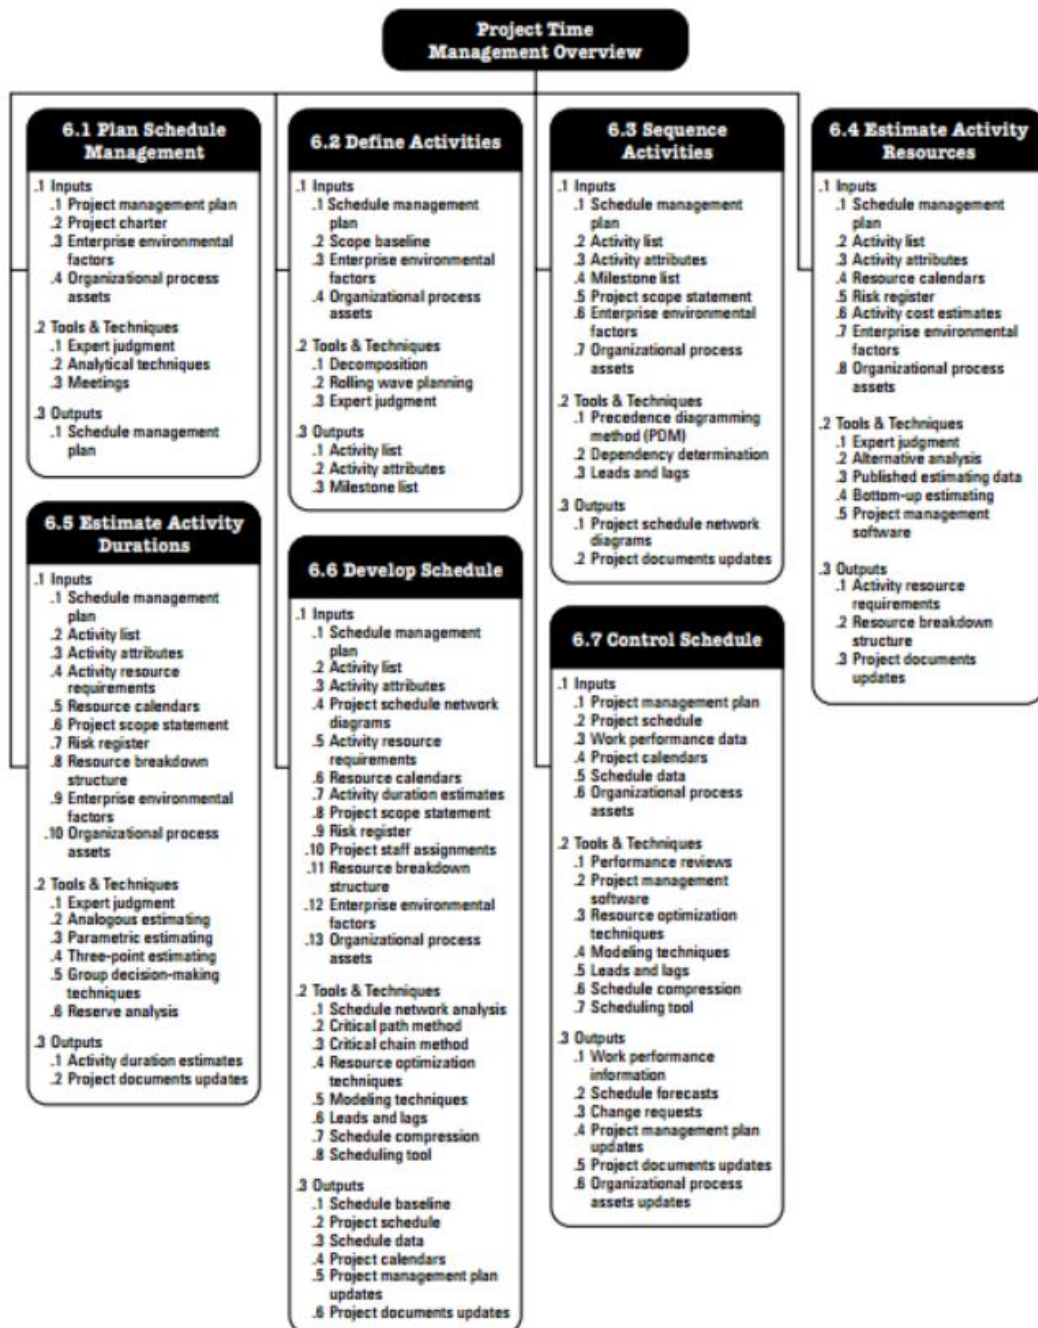 Project Time
Management Overview
6.1 Plan Schedule
Management
.1 Inputs
.1 Project management plan
.2 Project charter
.3 Enterprise environmental
factors
.4 Organizational process
assets
.2 Tools & Techniques
.1 Expert judgment
.2 Analytical techniques
.3 Meetings
.3 Outputs
.1 Schedule management
plan
6.2 Define Activities
.1 Inputs
.1 Schedule management
plan
.2 Scope baseline
.3 Enterprise environmental
factors
.4 Organizational process
assets
.2 Tools & Techniques
.1 Decomposition
.2 Rolling wave planning
.3 Expert judgment
.3 Outputs
.1 Activity list
.2 Activity attributes
.3 Milestone list
6.3 Sequence
Activities
.1 Inputs
.1 Schedule management
plan
.2 Activity list
.3 Activity attributes
.4 Milestone list
.5 Project scope statement
.6 Enterprise environmental
factors
.7 Organizational process
assets
.2 Tools & Techniques
.1 Precedence diagramming
method (PDM)
.2 Dependency determination
.3 Leads and lags
.3 Outputs
.1 Project schedule network
diagrams
.2 Project documents updates
6.4 Estimate Activity
Resources
.1 Inputs
.1 Schedule management
plan
.2 Activity list
.3 Activity attributes
.4 Resource calendars
.5 Risk register
.6 Activity cost estimates
.7 Enterprise environmental
factors
.8 Organizational process
assets
.2 Tools & Techniques
.1 Expert judgment
.2 Alternative analysis
.3 Published estimating data
.4 Bottom-up estimating
.5 Project management
software
.3 Outputs
.1 Activity resource
requirements
.2 Resource breakdown
structure
.3 Project documents
updates
6.5 Estimate Activity
Durations
.1 Inputs
.1 Schedule management
plan
.2 Activity list
.3 Activity attributes
.4 Activity resource
requirements
.5 Resource calendars
.6 Project scope statement
.7 Risk register
.8 Resource breakdown
structure
.9 Enterprise environmental
factors
.10 Organizational process
assets
.2 Tools & Techniques
.1 Expert judgment
.2 Analogous estimating
.3 Parametric estimating
.4 Three-point estimating
.5 Group decision-making
techniques
.6 Reserve analysis
.3 Outputs
.1 Activity duration estimates
.2 Project documents updates
6.6 Develop Schedule
.1 Inputs
.1 Schedule management
plan
.2 Activity list
.3 Activity attributes
.4 Project schedule network
diagrams
.5 Activity resource
requirements
.6 Resource calendars
.7 Activity duration estimates
.8 Project scope statement
.9 Risk register
.10 Project staff assignments
.11 Resource breakdown
structure
.12 Enterprise environmental
factors
.13 Organizational process
assets
.2 Tools & Techniques
.1 Schedule network analysis
.2 Critical path method
.3 Critical chain method
.4 Resource optimization
techniques
.5 Modeling techniques
.6 Leads and lags
.7 Schedule compression
.8 Scheduling tool
.3 Outputs
.1 Schedule baseline
.2 Project schedule
.3 Schedule data
.4 Project calendars
.5 Project management plan
updates
.6 Project documents updates
6.7 Control Schedule
.1 Inputs
.1 Project management plan
.2 Project schedule
.3 Work performance data
.4 Project calendars
.5 Schedule data
.6 Organizational process
assets
.2 Tools & Techniques
.1 Performance reviews
.2 Project management
software
.3 Resource optimization
techniques
.4 Modeling techniques
.5 Leads and lags
.6 Schedule compression
.7 Scheduling tool
.3 Outputs
.1 Work performance
information
.2 Schedule forecasts
.3 Change requests
.4 Project management plan
updates
.5 Project documents updates
.6 Organizational process
assets updates